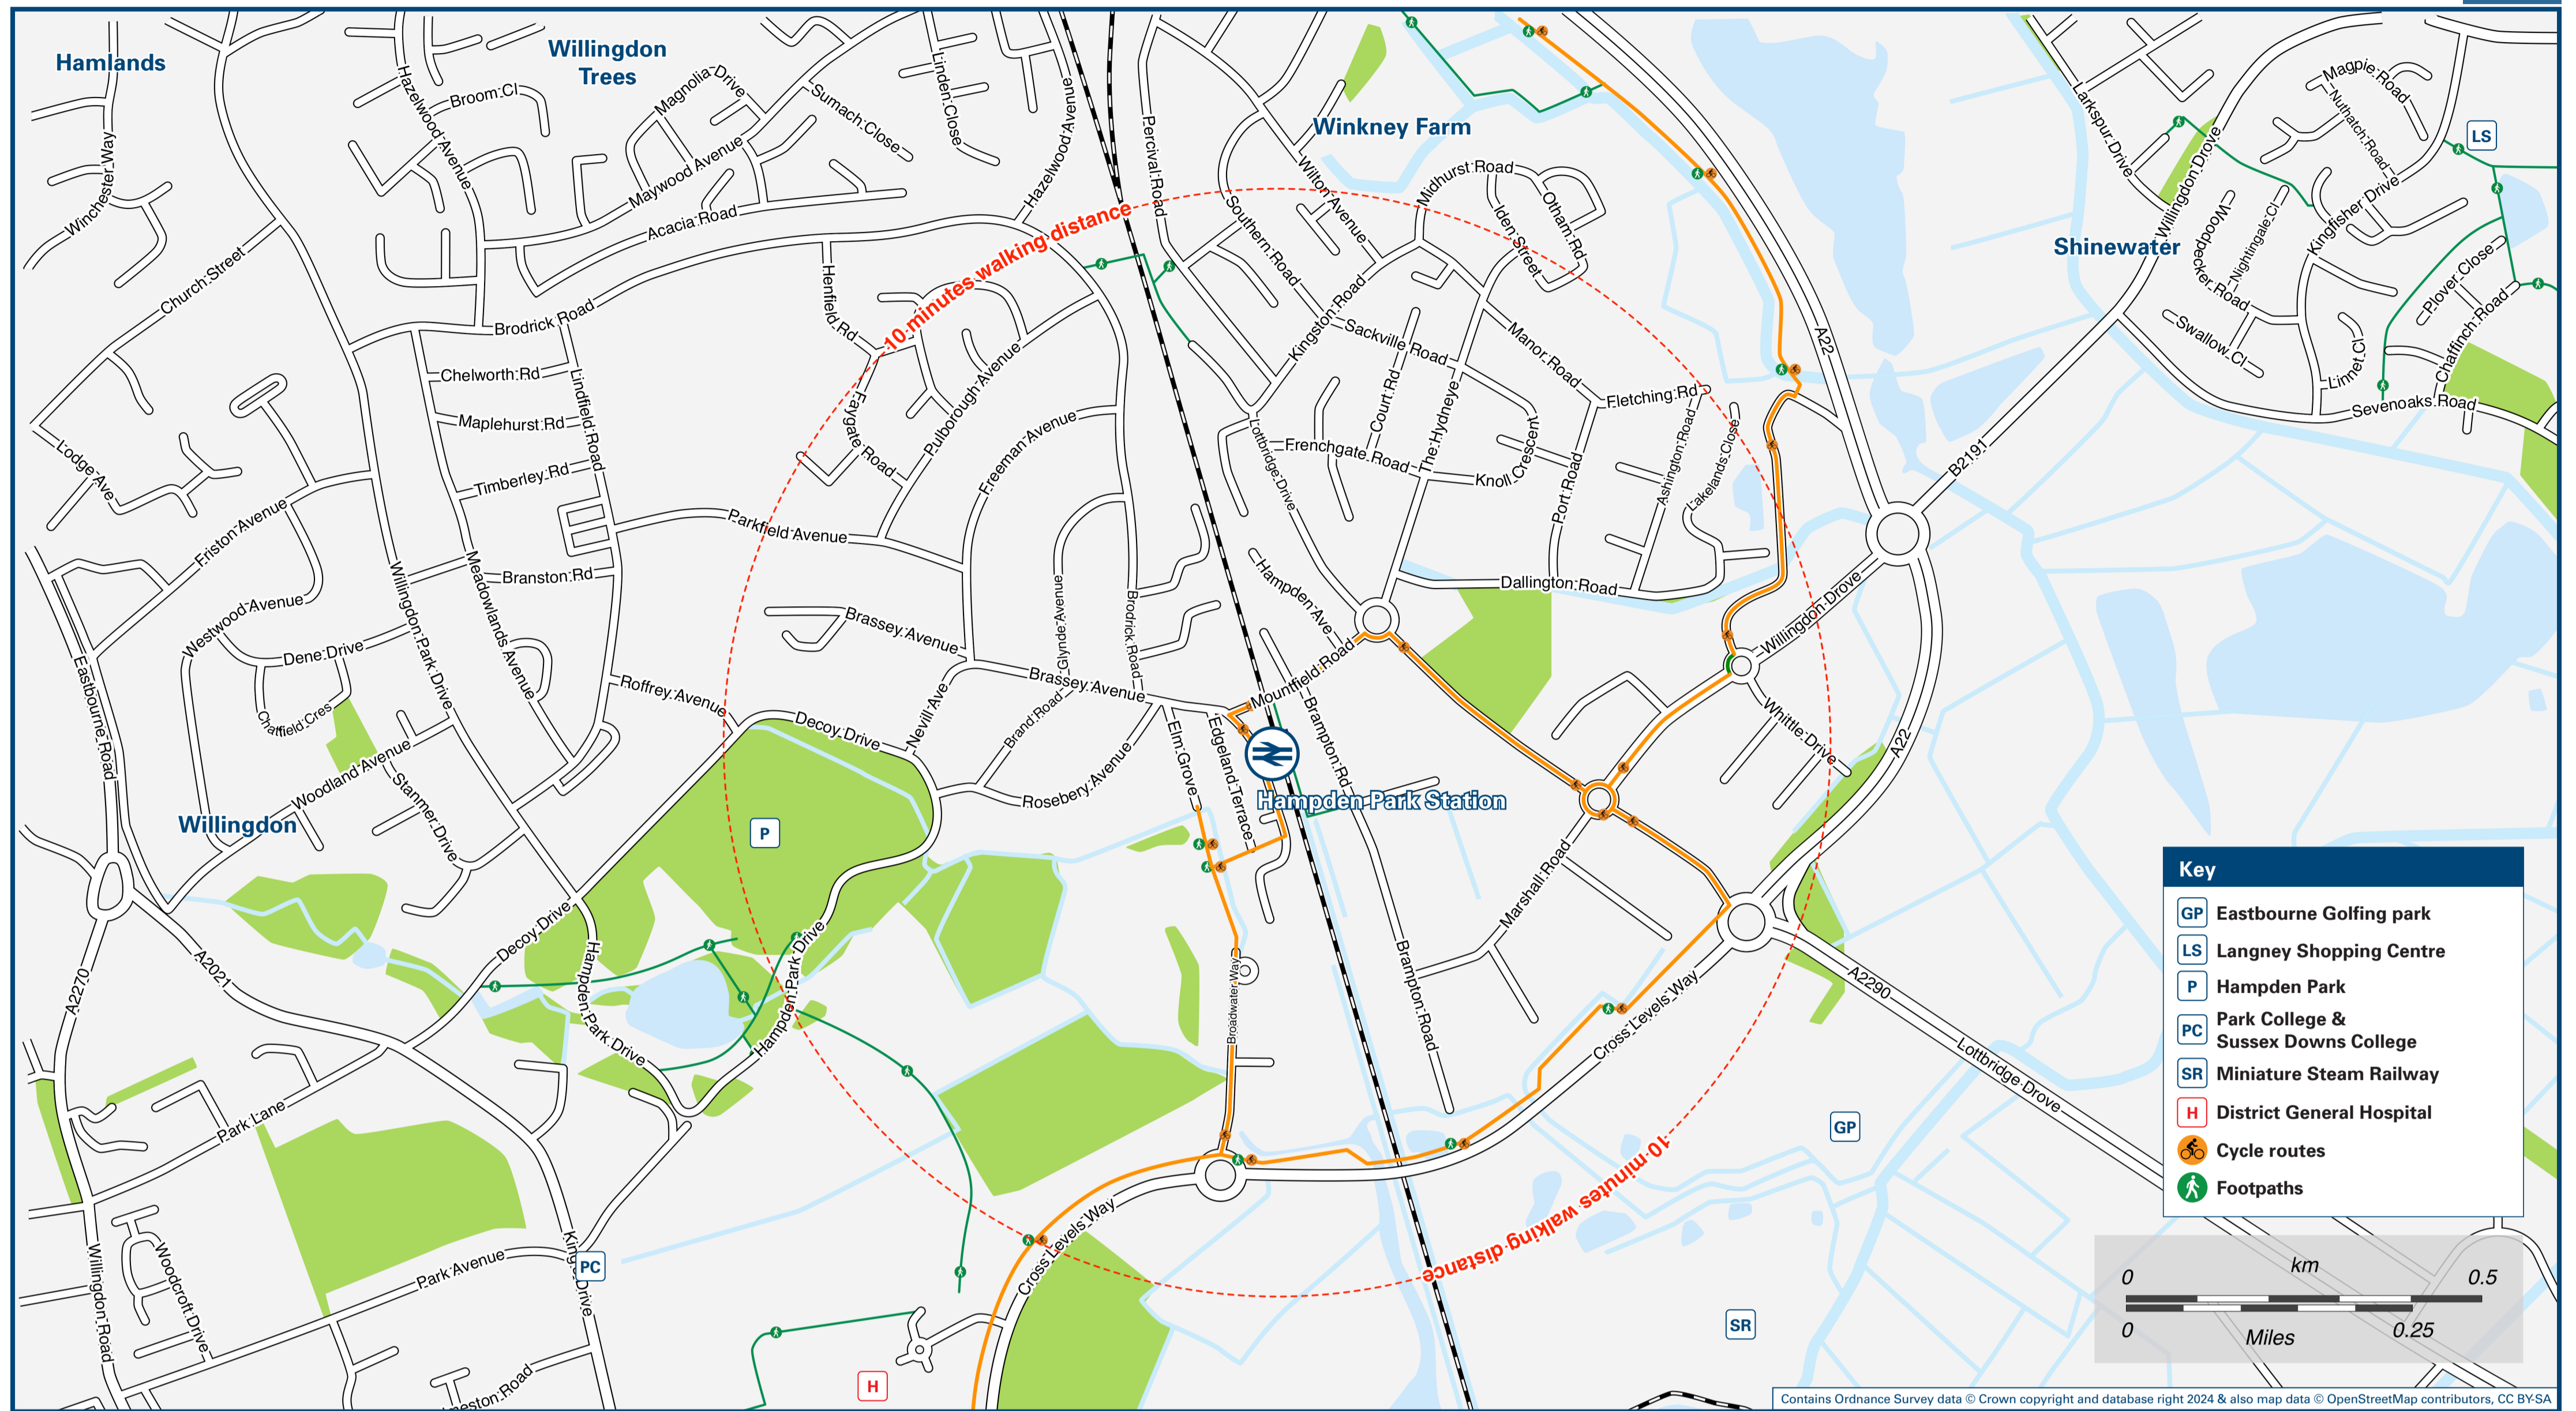 Hamlands
Willingdon
Trees
Winkney Farm
Shinewater
Willingdon
Hampden Park Station
10 minutes walking distance
10 minutes walking distance
Winchester Way
Hazelwood Avenue
Broom Cl
Magnolia Drive
Sumach Close
Linden Close
Hazelwood Avenue
Maywood Avenue
Acacia Road
Church Street
Brodrick Road
Henfield Rd
Percival Road
Southern Road
Wilton Avenue
Midhurst Road
Iden Street
Otham Rd
Kingston Road
Sackville Road
Manor Road
Fletching Rd
A22
Larkspur Drive
Willingdon Drove
Magpie Road
Nuthatch Road
Kingfisher Drive
LS
Woodpecker Road
Nightingale Cl
Plover Close
Chaffinch Road
Swallow Cl
Linnet Cl
Sevenoaks Road
B2191
Chelworth Rd
Maplehurst Rd
Lindfield Road
Timberley Rd
Branston Rd
Faygate Road
Pulborough Avenue
Freeman Avenue
Parkfield Avenue
Lodge Ave
Friston Avenue
Westwood Avenue
Dene Drive
Chatfield Cres
Willingdon Park Drive
Meadowlands Avenue
Eastbourne Road
Woodland Avenue
Stanmer Drive
Roffrey Avenue
Decoy Drive
Nevill Ave
Brassey Avenue
Brassey Avenue
Glynde Avenue
Brodrick Road
Brand Road
Rosebery Avenue
Elm Grove
Edgeland Terrace
Mountfield Road
Hampden Ave
Lottbridge Drive
Frenchgate Road
Court Rd
The Hydneye
Knoll Crescent
Port Road
Ashington Road
Lakelands Close
Dallington Road
Willingdon Drove
Whittle Drive
A22
Brampton Rd
Marshall Road
Brampton Road
Cross Levels Way
A2290
Lottbridge Drove
Broadwater Way
P
Decoy Drive
Hampden Park Drive
Hampden Park Drive
A2270
A2021
Park Lane
Park Avenue
Kings Drive
PC
Woodcroft Drive
Willingdon Road
Cross Levels Way
H
GP
SR
Key
GP Eastbourne Golfing park
LS Langney Shopping Centre
P Hampden Park
PC Park College &
Sussex Downs College
SR Miniature Steam Railway
H District General Hospital
Cycle routes
Footpaths
km
0 0.5
0 Miles 0.25
Contains Ordnance Survey data © Crown copyright and database right 2024 & also map data © OpenStreetMap contributors, CC BY-SA